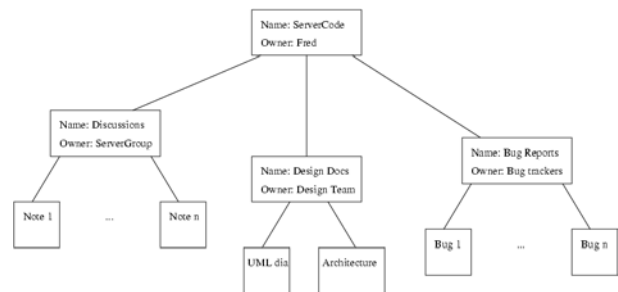 Name: ServerCode
Owner: Fred
Name: Discussions
Owner: ServerGroup
Name: Design Docs
Owner: Design Team
Name: Bug Reports
Owner: Bug trackers
Note 1
...
Note n
UML dia
Architecture
Bug 1
...
Bug n